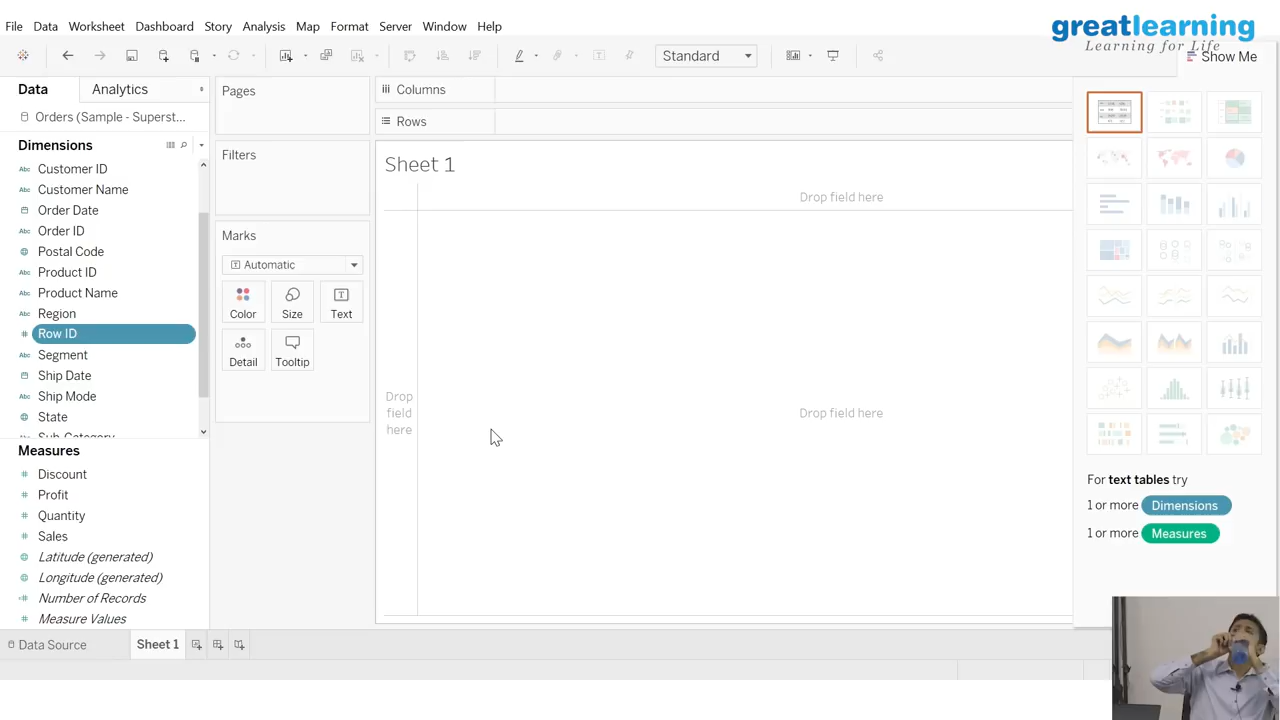 File Data Worksheet Dashboard Story Analysis Map Format Server Window Help
greatlearning
Learning for Life
Standard
Show Me
Data Analytics
Pages
Columns
Orders (Sample - Superst...
Rows
Dimensions
Filters
Sheet 1
Customer ID
Customer Name
Order Date
Order ID
Postal Code
Product ID
Product Name
Region
Row ID
Segment
Ship Date
Ship Mode
State
Sub-Category
Marks
Automatic
Color Size Text
Detail Tooltip
Drop field here
Drop
field
here
Drop field here
Measures
Discount
Profit
Quantity
Sales
Latitude (generated)
Longitude (generated)
Number of Records
Measure Values
For text tables try
1 or more Dimensions
1 or more Measures
Data Source Sheet 1